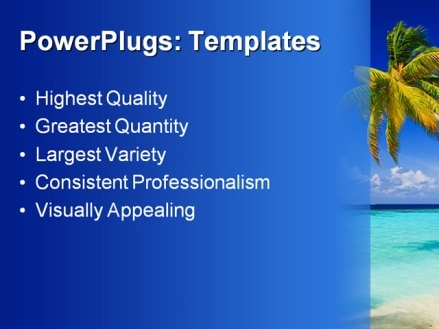 PowerPlugs: Templates
• Highest Quality
• Greatest Quantity
• Largest Variety
• Consistent Professionalism
• Visually Appealing